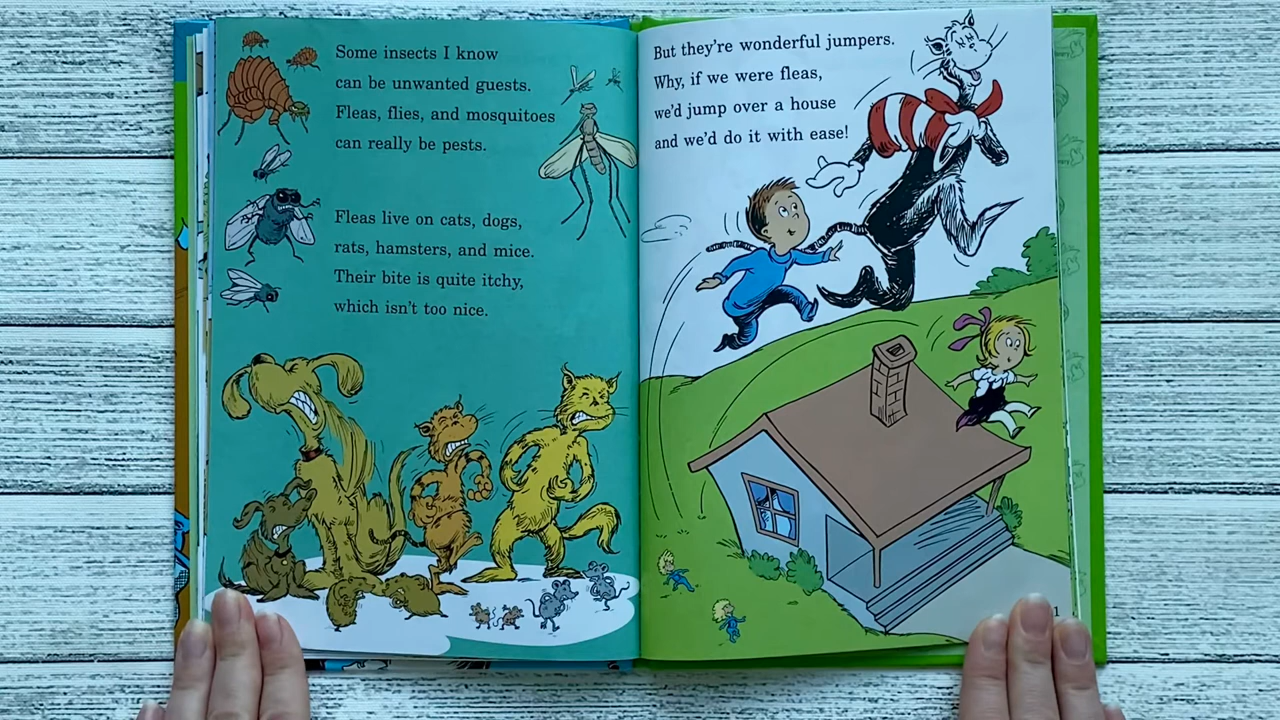 Some insects I know
can be unwanted guests.
Fleas, flies, and mosquitoes
can really be pests.
Fleas live on cats, dogs,
rats, hamsters, and mice.
Their bite is quite itchy,
which isn't too nice.
But they're wonderful jumpers.
Why, if we were fleas,
we'd jump over a house
and we'd do it with ease!